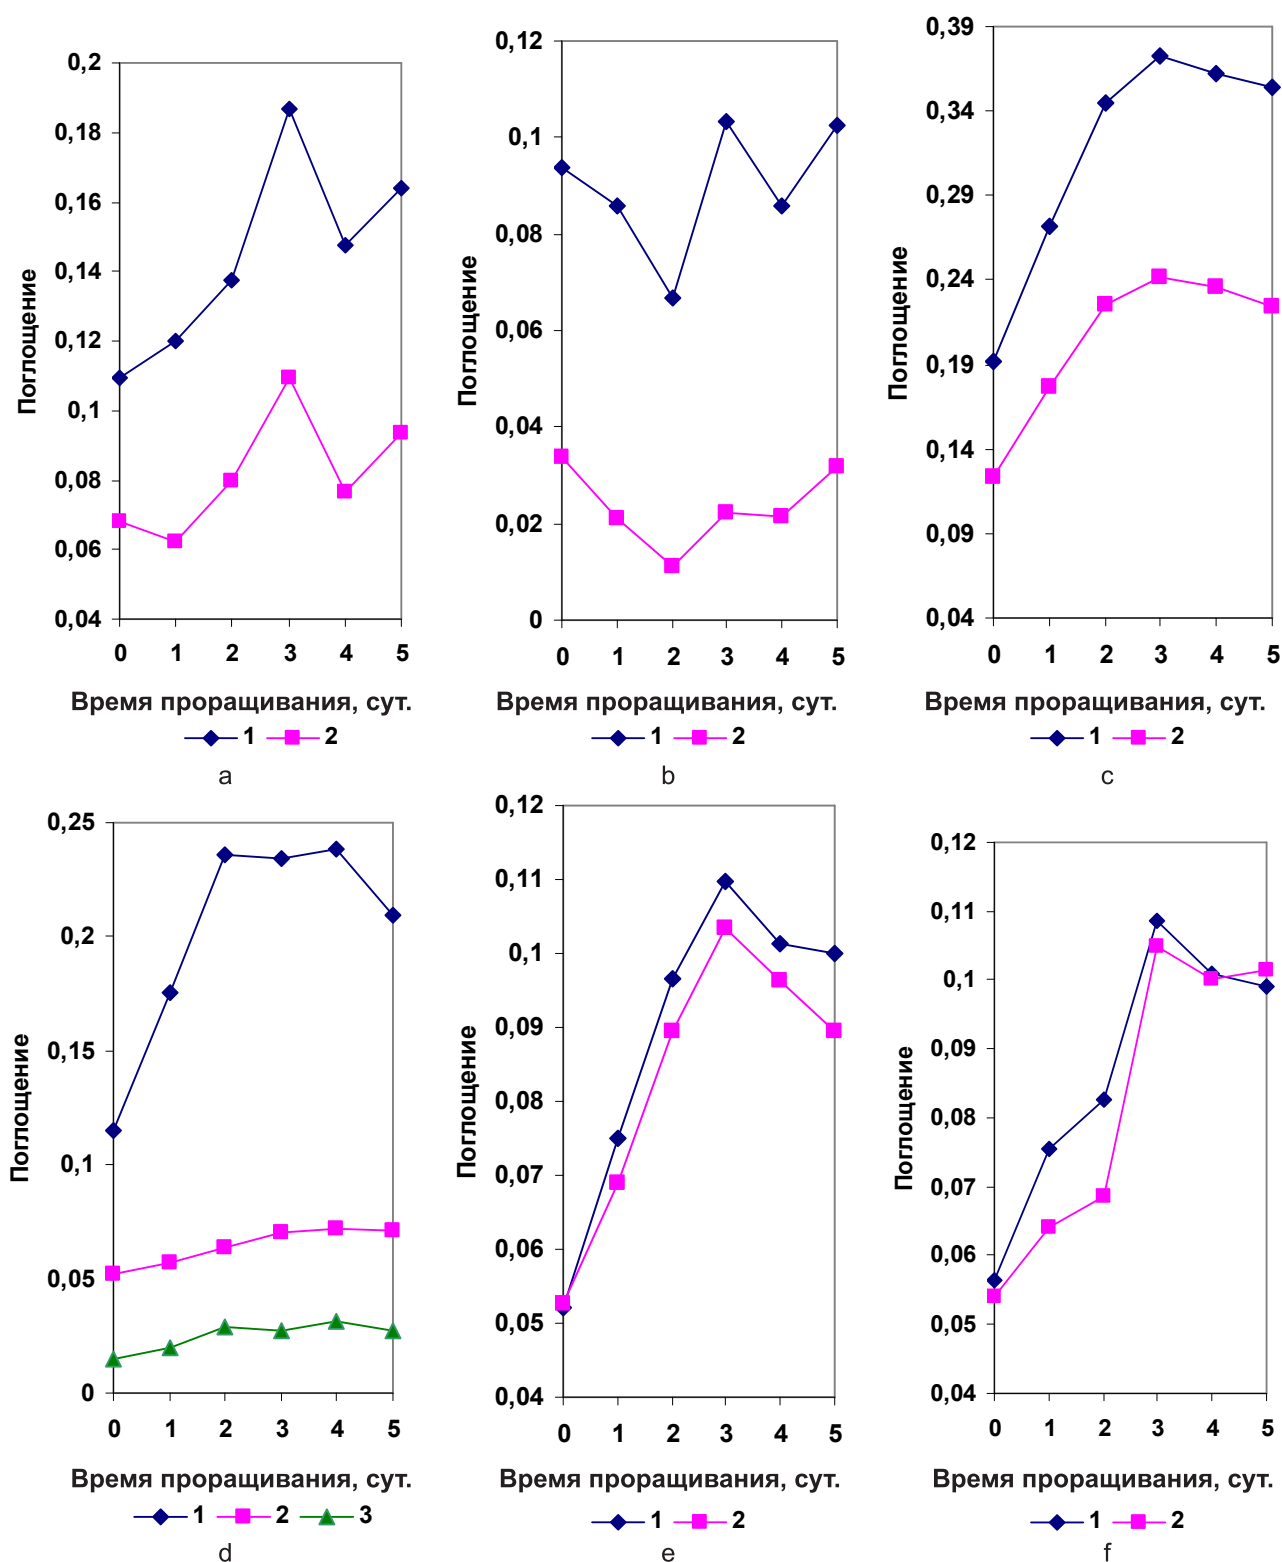 0,2
0,18
0,16
0,14
0,12
0,1
0,08
0,06
0,04
Поглощение
0 1 2 3 4 5
Время проращивания, сут.
1 2
a
0,12
0,1
0,08
0,06
0,04
0,02
0
Поглощение
0 1 2 3 4 5
Время проращивания, сут.
1 2
b
0,39
0,34
0,29
0,24
0,19
0,14
0,09
0,04
Поглощение
0 1 2 3 4 5
Время проращивания, сут.
1 2
c
0,25
0,2
0,15
0,1
0,05
0
Поглощение
0 1 2 3 4 5
Время проращивания, сут.
1 2 3
d
0,12
0,11
0,1
0,09
0,08
0,07
0,06
0,05
0,04
Поглощение
0 1 2 3 4 5
Время проращивания, сут.
1 2
e
0,12
0,11
0,1
0,09
0,08
0,07
0,06
0,05
0,04
Поглощение
0 1 2 3 4 5
Время проращивания, сут.
1 2
f